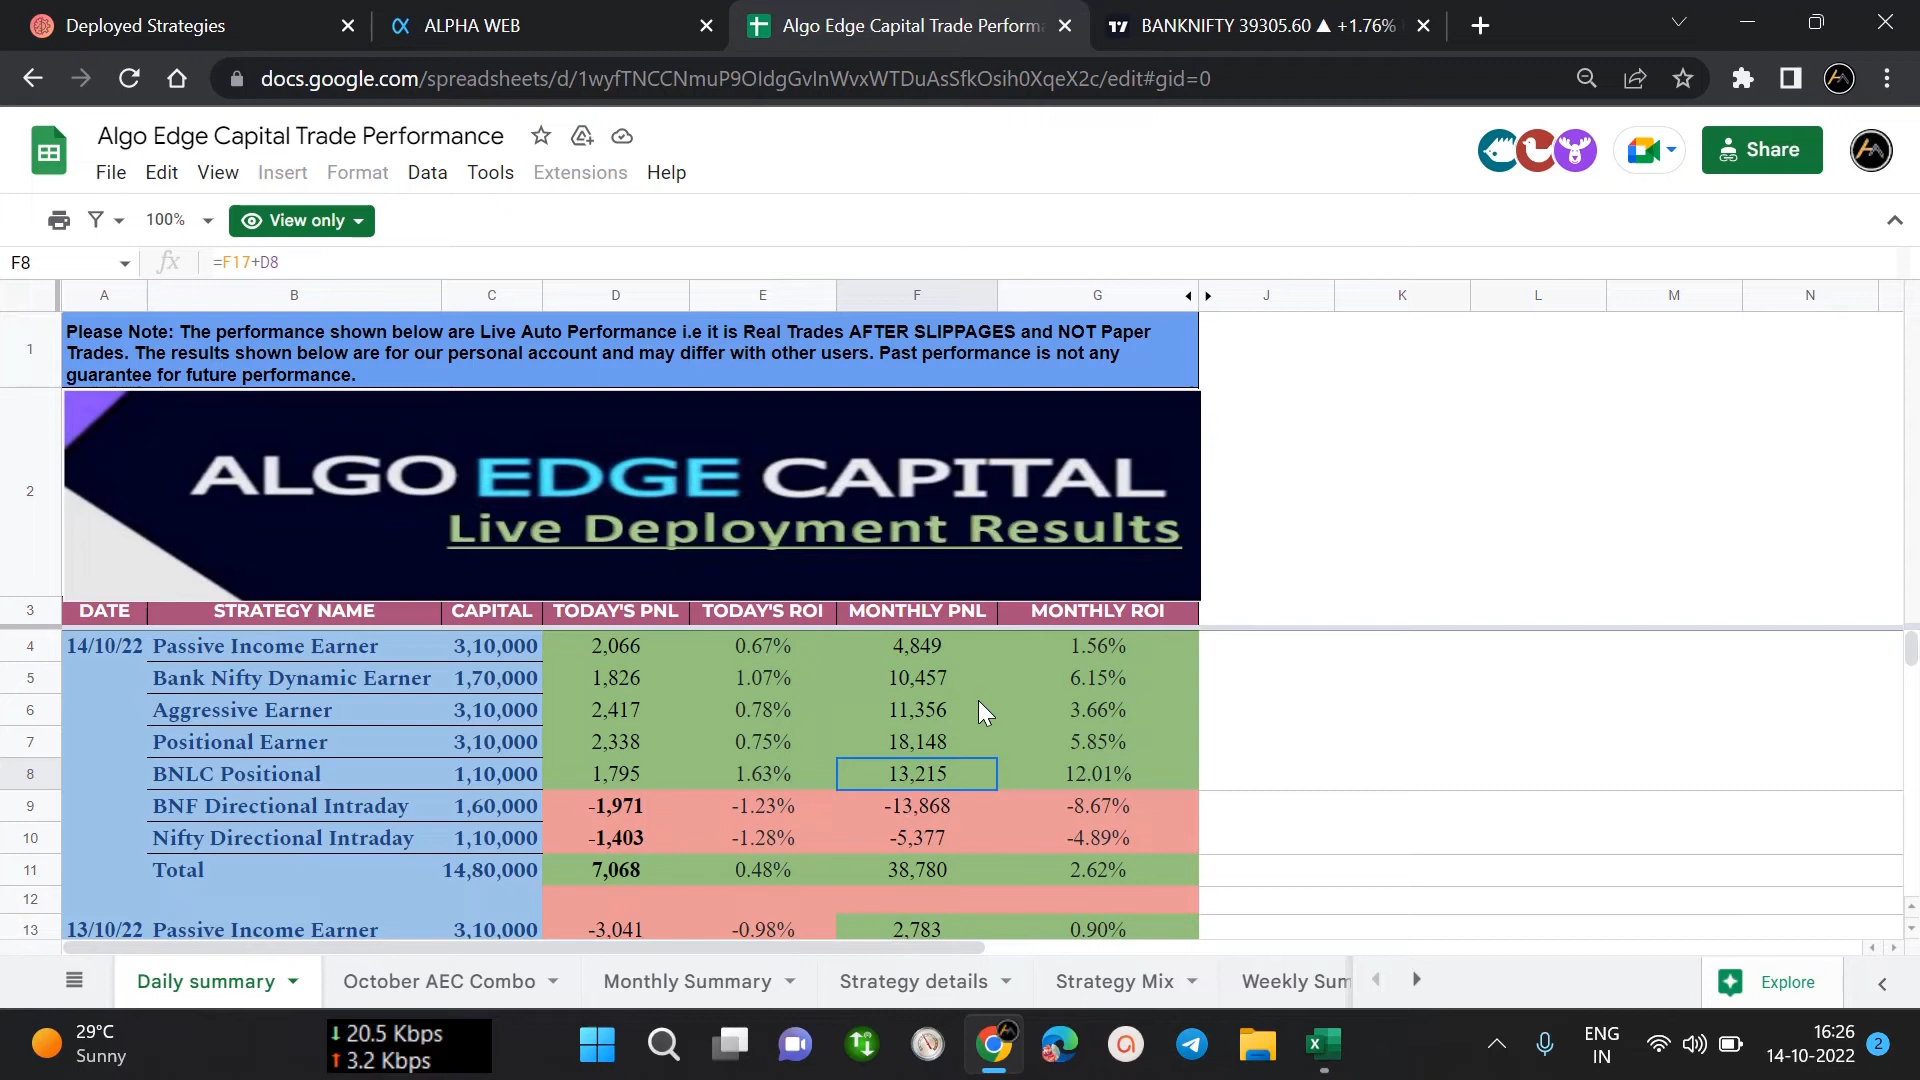 Deployed Strategies
ALPHA WEB
Algo Edge Capital Trade Perform
BANKNIFTY 39305.60 ▲ +1.76%
docs.google.com/spreadsheets/d/1wyfTNCCNmuP9OIdgGvInWvxWTDuAsSfkOsih0XqeX2c/edit#gid=0
Algo Edge Capital Trade Performance
Share
File Edit View Insert Format Data Tools Extensions Help
100% View only
F8 fx =F17+D8
A B C D E F G J K L M N
1 Please Note: The performance shown below are Live Auto Performance i.e it is Real Trades AFTER SLIPPAGES and NOT Paper
Trades. The results shown below are for our personal account and may differ with other users. Past performance is not any
guarantee for future performance.
2
ALGO EDGE CAPITAL
Live Deployment Results
3 DATE STRATEGY NAME CAPITAL TODAY'S PNL TODAY'S ROI MONTHLY PNL MONTHLY ROI
4 14/10/22 Passive Income Earner 3,10,000 2,066 0.67% 4,849 1.56%
5 Bank Nifty Dynamic Earner 1,70,000 1,826 1.07% 10,457 6.15%
6 Aggressive Earner 3,10,000 2,417 0.78% 11,356 3.66%
7 Positional Earner 3,10,000 2,338 0.75% 18,148 5.85%
8 BNLC Positional 1,10,000 1,795 1.63% 13,215 12.01%
9 BNF Directional Intraday 1,60,000 -1,971 -1.23% -13,868 -8.67%
10 Nifty Directional Intraday 1,10,000 -1,403 -1.28% -5,377 -4.89%
11 Total 14,80,000 7,068 0.48% 38,780 2.62%
12
13 13/10/22 Passive Income Earner 3,10,000 -3,041 -0.98% 2,783 0.90%
Daily summary October AEC Combo Monthly Summary Strategy details Strategy Mix Weekly Sum Explore
29°C
Sunny
↓ 20.5 Kbps
↑ 3.2 Kbps
ENG
IN
16:26
14-10-2022
2